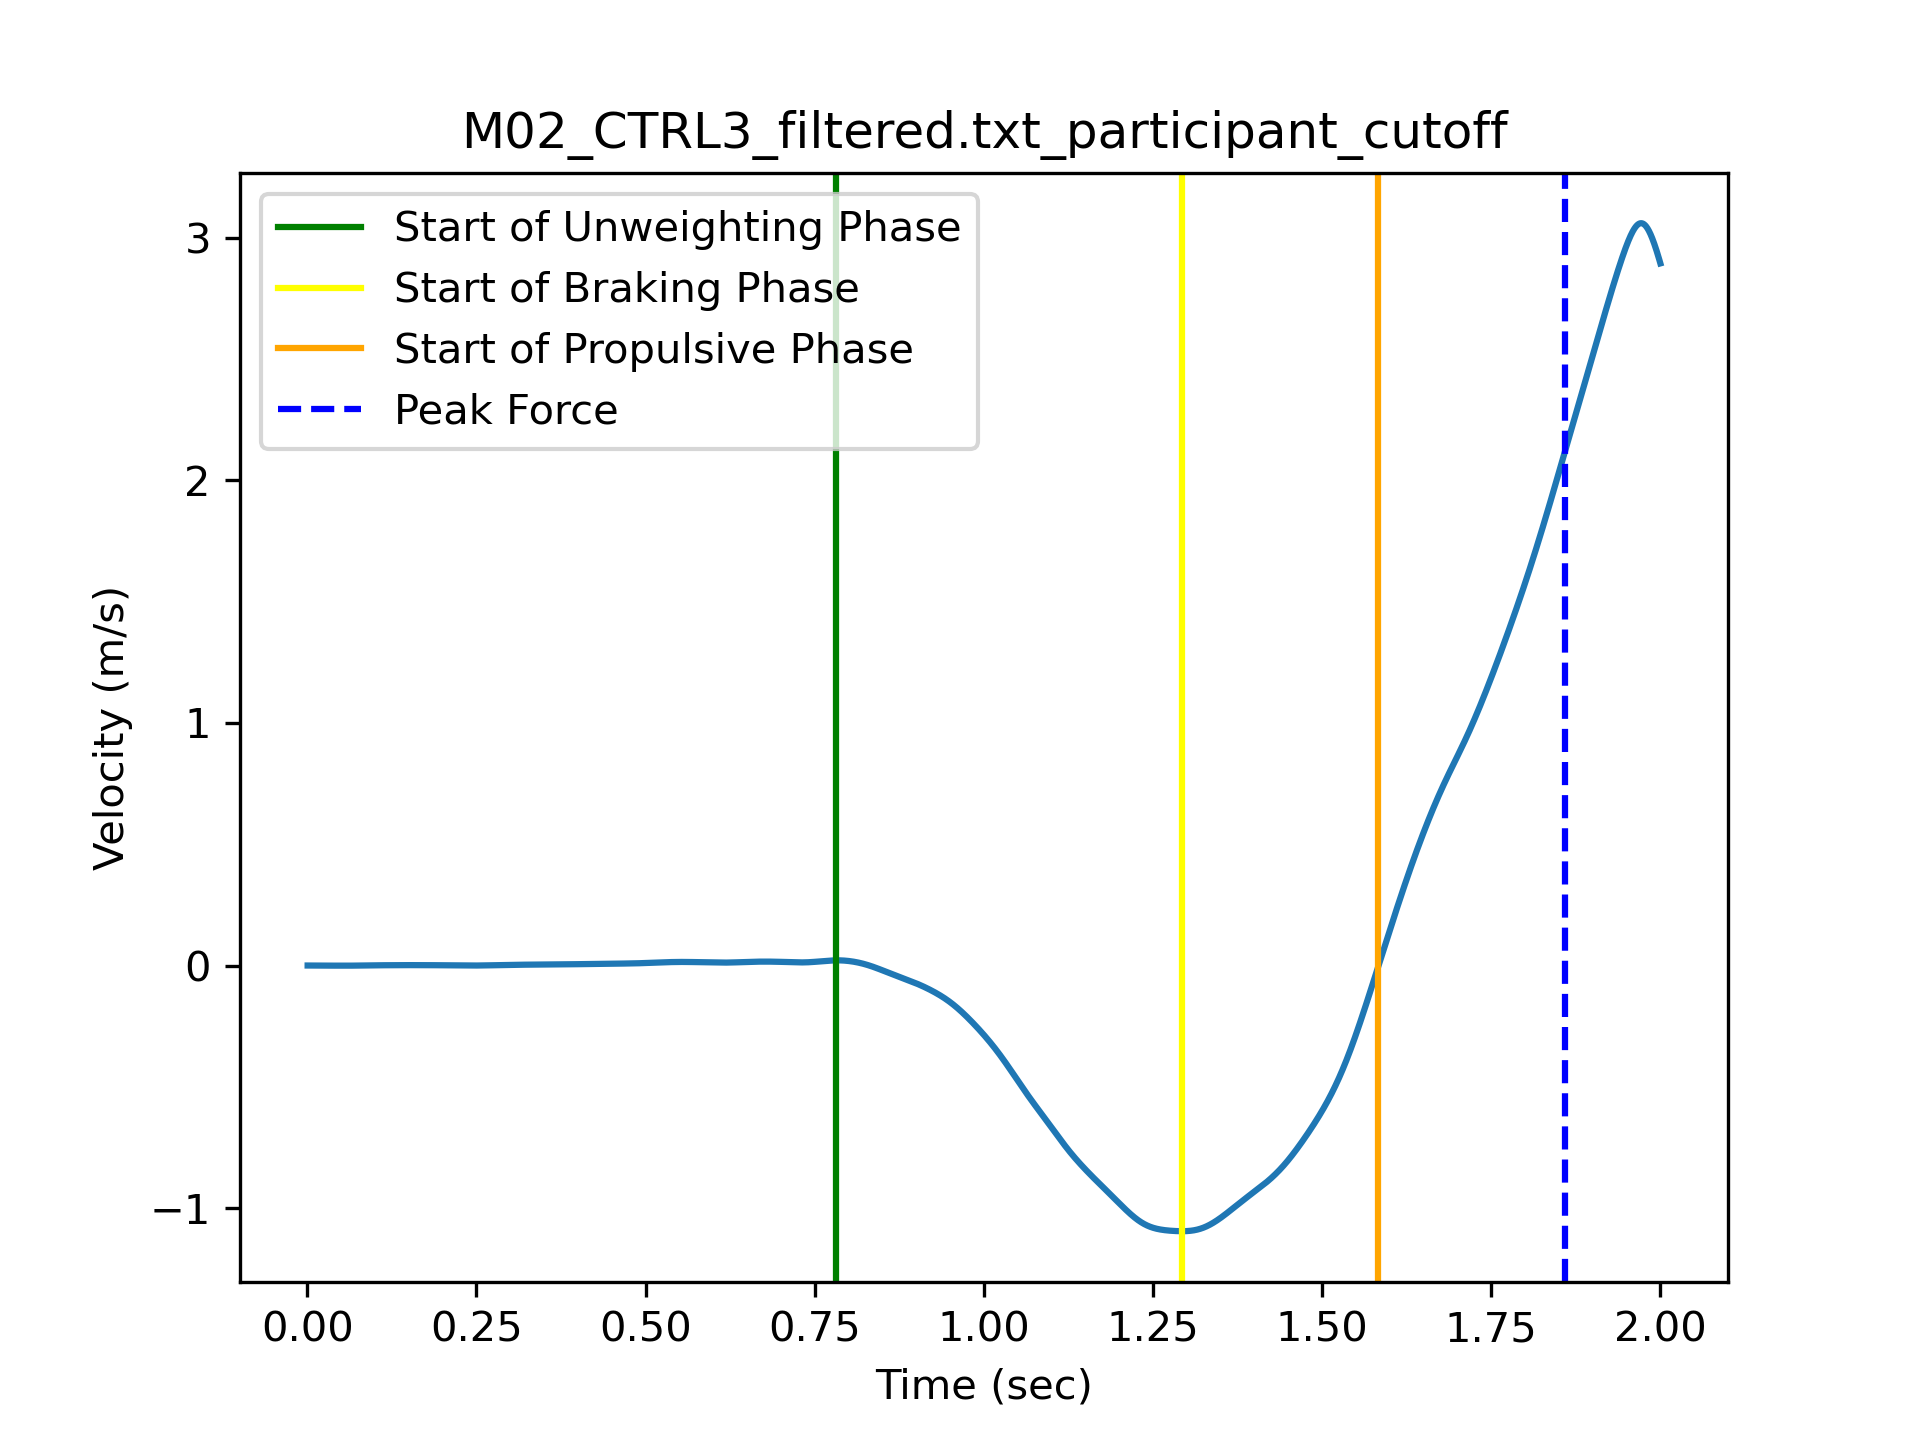 M02_CTRL3_filtered.txt_participant_cutoff
Start of Unweighting Phase
Start of Braking Phase
Start of Propulsive Phase
Peak Force
3
2
1
0
−1
Velocity (m/s)
0.00 0.25 0.50 0.75 1.00 1.25 1.50 1.75 2.00
Time (sec)